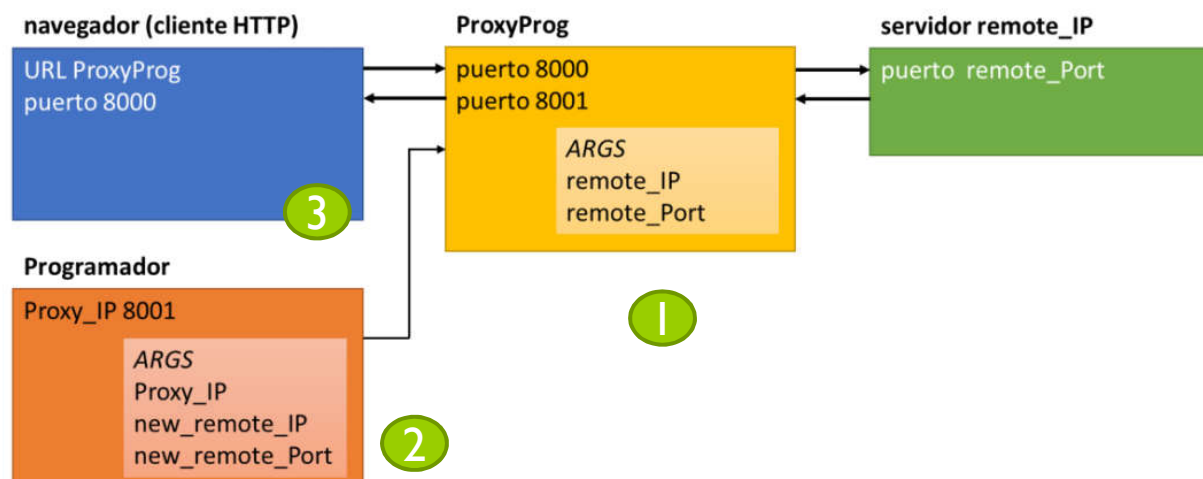 navegador (cliente HTTP)
URL ProxyProg
puerto 8000
3
ProxyProg
puerto 8000
puerto 8001
ARGS
remote_IP
remote_Port
servidor remote_IP
puerto remote_Port
Programador
Proxy_IP 8001
ARGS
Proxy_IP
new_remote_IP
new_remote_Port
2
1